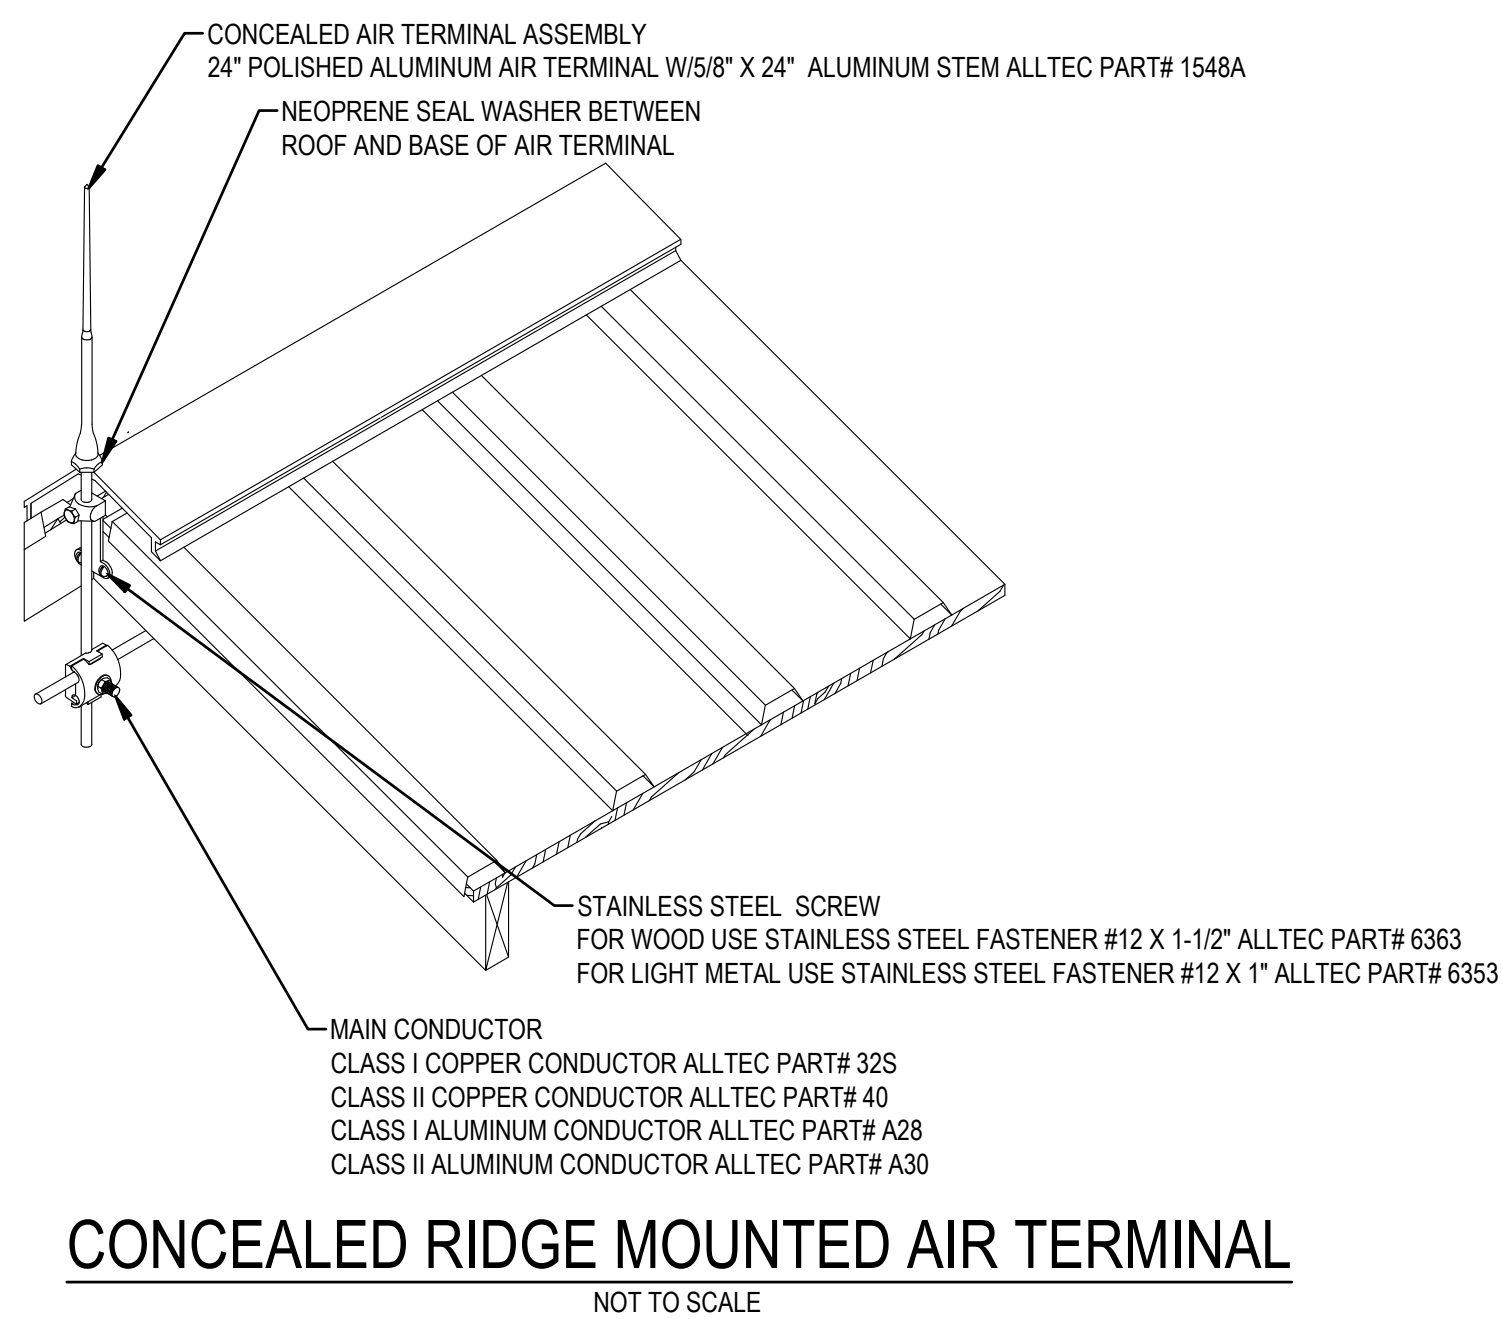 CONCEALED AIR TERMINAL ASSEMBLY
24" POLISHED ALUMINUM AIR TERMINAL W/5/8" X 24" ALUMINUM STEM ALLTEC PART# 1548A
NEOPRENE SEAL WASHER BETWEEN
ROOF AND BASE OF AIR TERMINAL
STAINLESS STEEL SCREW
FOR WOOD USE STAINLESS STEEL FASTENER #12 X 1-1/2" ALLTEC PART# 6363
FOR LIGHT METAL USE STAINLESS STEEL FASTENER #12 X 1" ALLTEC PART# 6353
MAIN CONDUCTOR
CLASS I COPPER CONDUCTOR ALLTEC PART# 32S
CLASS II COPPER CONDUCTOR ALLTEC PART# 40
CLASS I ALUMINUM CONDUCTOR ALLTEC PART# A28
CLASS II ALUMINUM CONDUCTOR ALLTEC PART# A30
CONCEALED RIDGE MOUNTED AIR TERMINAL
NOT TO SCALE